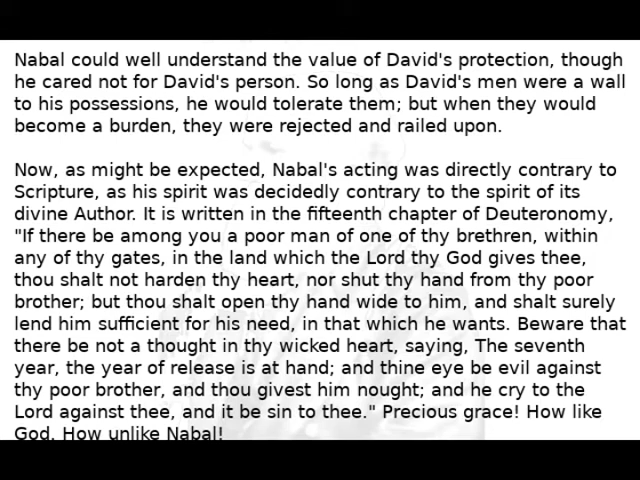 Nabal could well understand the value of David's protection, though
he cared not for David's person. So long as David's men were a wall
to his possessions, he would tolerate them; but when they would
become a burden, they were rejected and railed upon.
Now, as might be expected, Nabal's acting was directly contrary to
Scripture, as his spirit was decidedly contrary to the spirit of its
divine Author. It is written in the fifteenth chapter of Deuteronomy,
"If there be among you a poor man of one of thy brethren, within
any of thy gates, in the land which the Lord thy God gives thee,
thou shalt not harden thy heart, nor shut thy hand from thy poor
brother; but thou shalt open thy hand wide to him, and shalt surely
lend him sufficient for his need, in that which he wants. Beware that
there be not a thought in thy wicked heart, saying, The seventh
year, the year of release is at hand; and thine eye be evil against
thy poor brother, and thou givest him nought; and he cry to the
Lord against thee, and it be sin to thee." Precious grace! How like
God. How unlike Nabal!